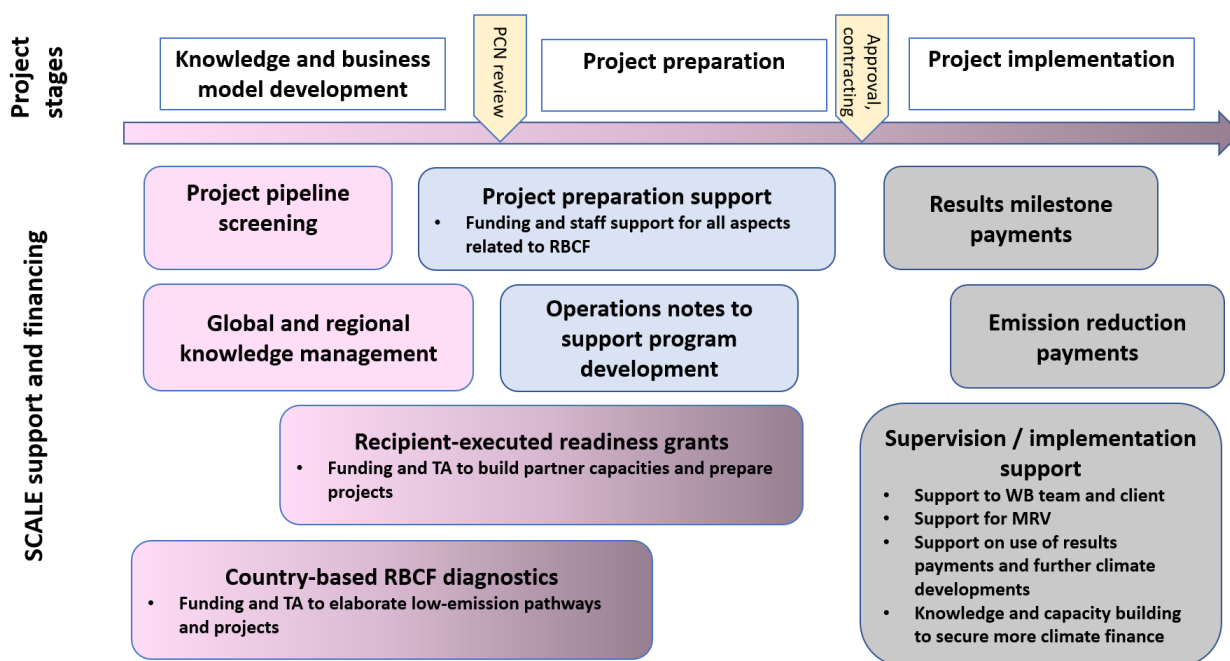 Project
stages
Knowledge and business
model development
PCN review
Project preparation
Approval,
contracting
Project implementation
SCALE support and financing
Project pipeline
screening
Project preparation support
• Funding and staff support for all aspects
related to RBCF
Results milestone
payments
Global and regional
knowledge management
Operations notes to
support program
development
Emission reduction
payments
Recipient-executed readiness grants
• Funding and TA to build partner capacities and prepare
projects
Supervision / implementation
support
• Support to WB team and client
• Support for MRV
• Support on use of results
payments and further climate
developments
• Knowledge and capacity building
to secure more climate finance
Country-based RBCF diagnostics
• Funding and TA to elaborate low-emission pathways
and projects